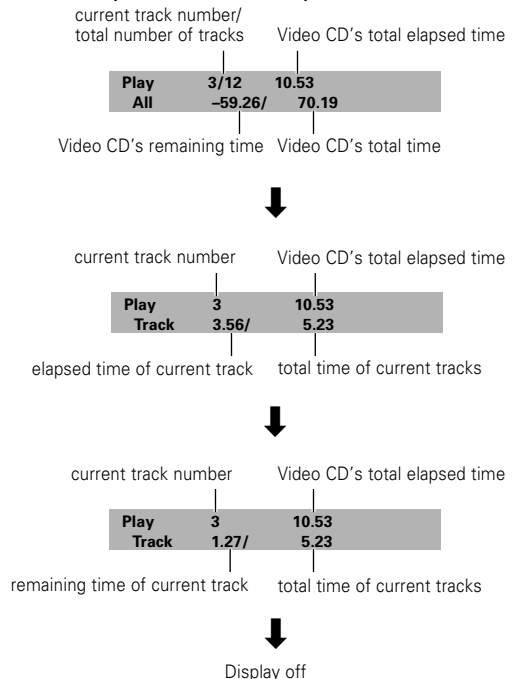 current track number/
total number of tracks Video CD's total elapsed time
Play 3/12 10.53
All –59.26/ 70.19
Video CD's remaining time Video CD's total time
current track number Video CD's total elapsed time
Play 3 10.53
Track 3.56/ 5.23
elapsed time of current track total time of current tracks
current track number Video CD's total elapsed time
Play 3 10.53
Track 1.27/ 5.23
remaining time of current track total time of current tracks
Display off